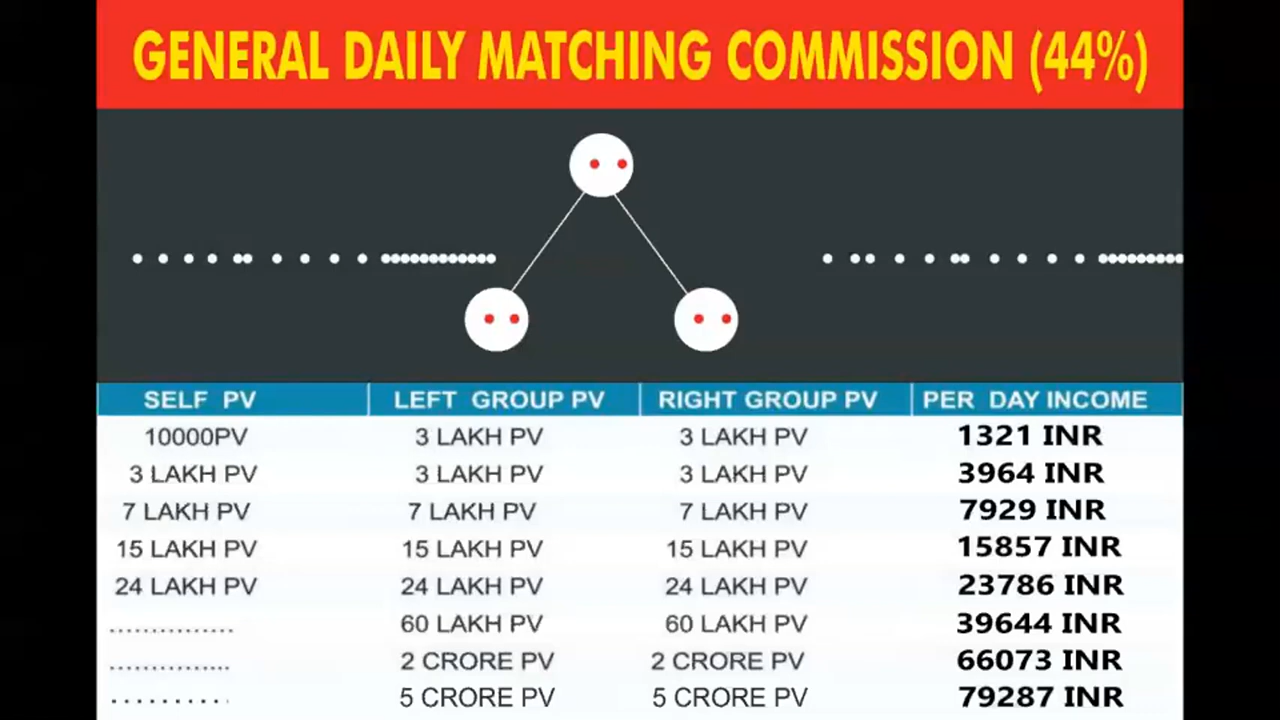 GENERAL DAILY MATCHING COMMISSION (44%)
SELF PV LEFT GROUP PV RIGHT GROUP PV PER DAY INCOME
10000PV 3 LAKH PV 3 LAKH PV 1321 INR
3 LAKH PV 3 LAKH PV 3 LAKH PV 3964 INR
7 LAKH PV 7 LAKH PV 7 LAKH PV 7929 INR
15 LAKH PV 15 LAKH PV 15 LAKH PV 15857 INR
24 LAKH PV 24 LAKH PV 24 LAKH PV 23786 INR
.............. 60 LAKH PV 60 LAKH PV 39644 INR
.............. 2 CRORE PV 2 CRORE PV 66073 INR
.......... 5 CRORE PV 5 CRORE PV 79287 INR